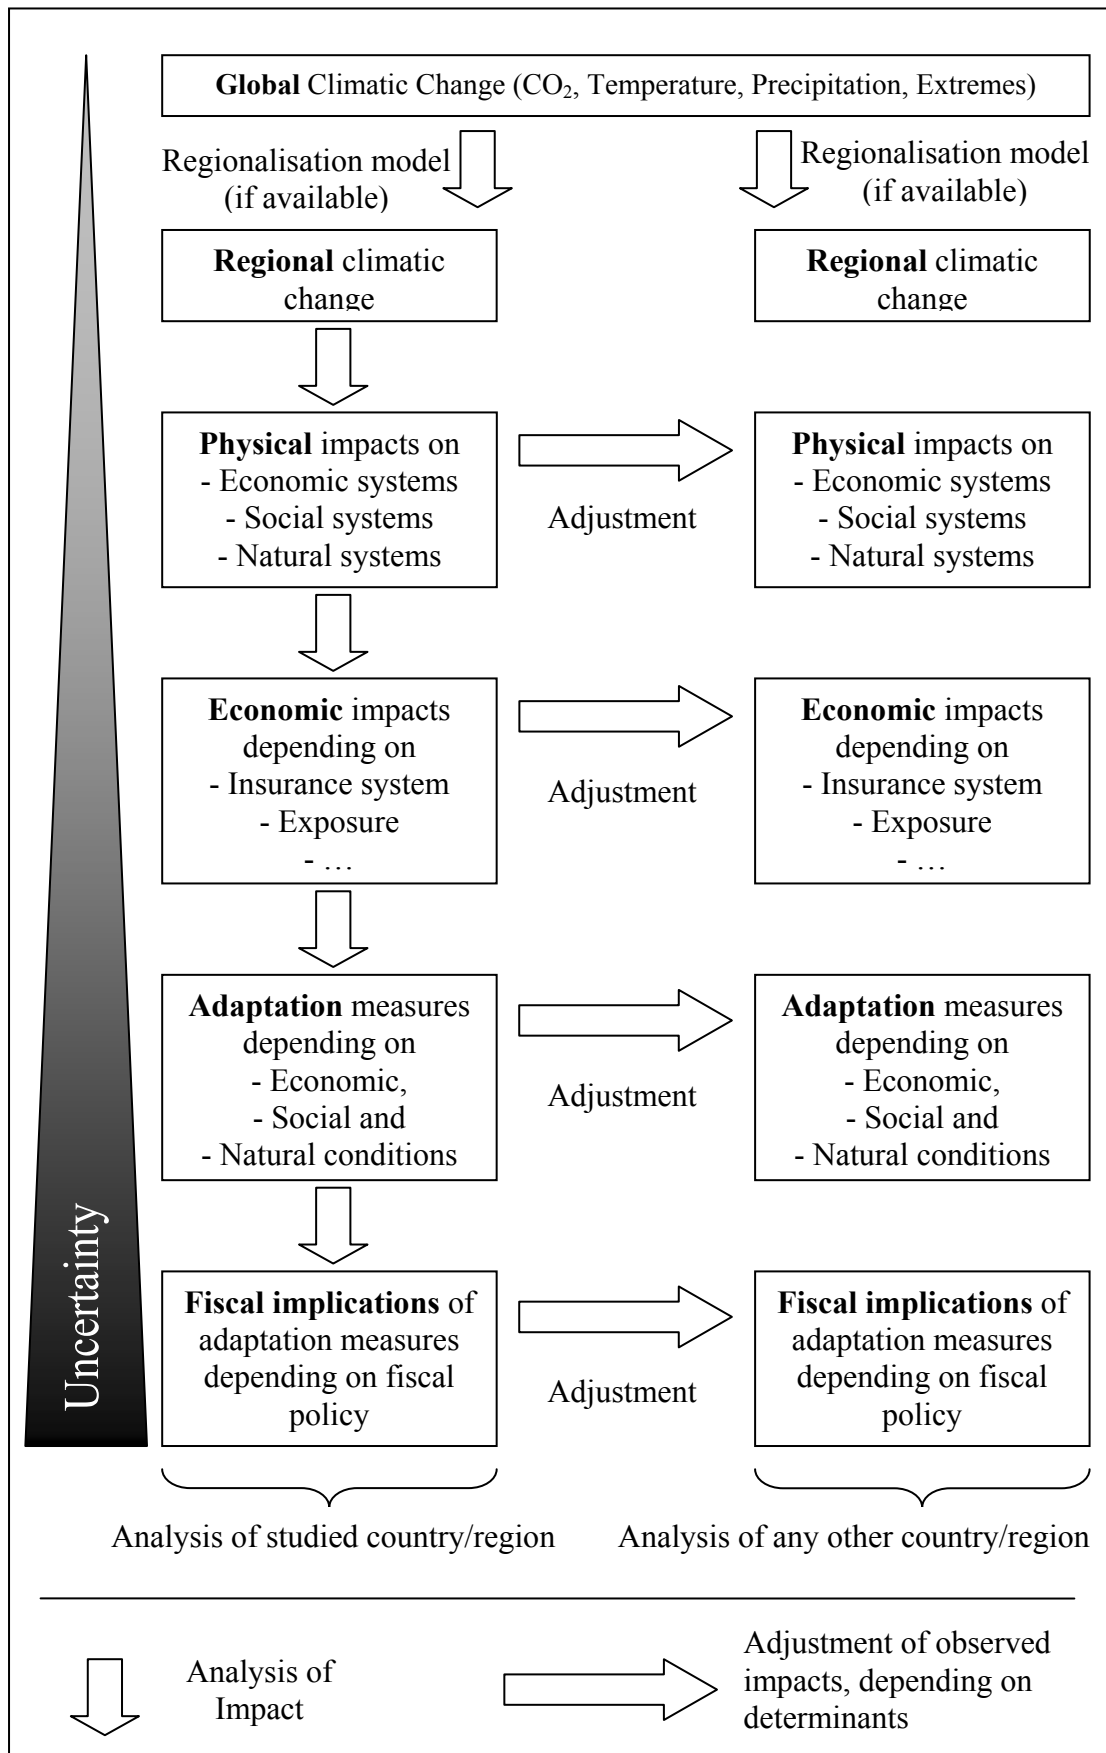 Global Climatic Change (CO₂, Temperature, Precipitation, Extremes)
Regionalisation model
(if available)
Regionalisation model
(if available)
Regional climatic
change
Regional climatic
change
Physical impacts on
- Economic systems
- Social systems
- Natural systems
Adjustment
Physical impacts on
- Economic systems
- Social systems
- Natural systems
Economic impacts
depending on
- Insurance system
- Exposure
- …
Adjustment
Economic impacts
depending on
- Insurance system
- Exposure
- …
Adaptation measures
depending on
- Economic,
- Social and
- Natural conditions
Adjustment
Adaptation measures
depending on
- Economic,
- Social and
- Natural conditions
Uncertainty
Fiscal implications of
adaptation measures
depending on fiscal
policy
Adjustment
Fiscal implications of
adaptation measures
depending on fiscal
policy
Analysis of studied country/region
Analysis of any other country/region
Analysis of
Impact
Adjustment of observed
impacts, depending on
determinants